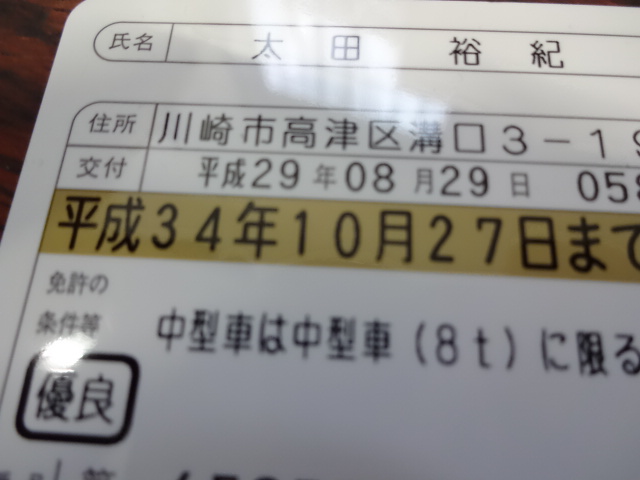 氏名 太田 裕紀
住所 川崎市高津区溝口3-19
交付 平成29年08月29日 058
平成34年10月27日まで
免許の
条件等
中型車は中型車(8t)に限る
優良